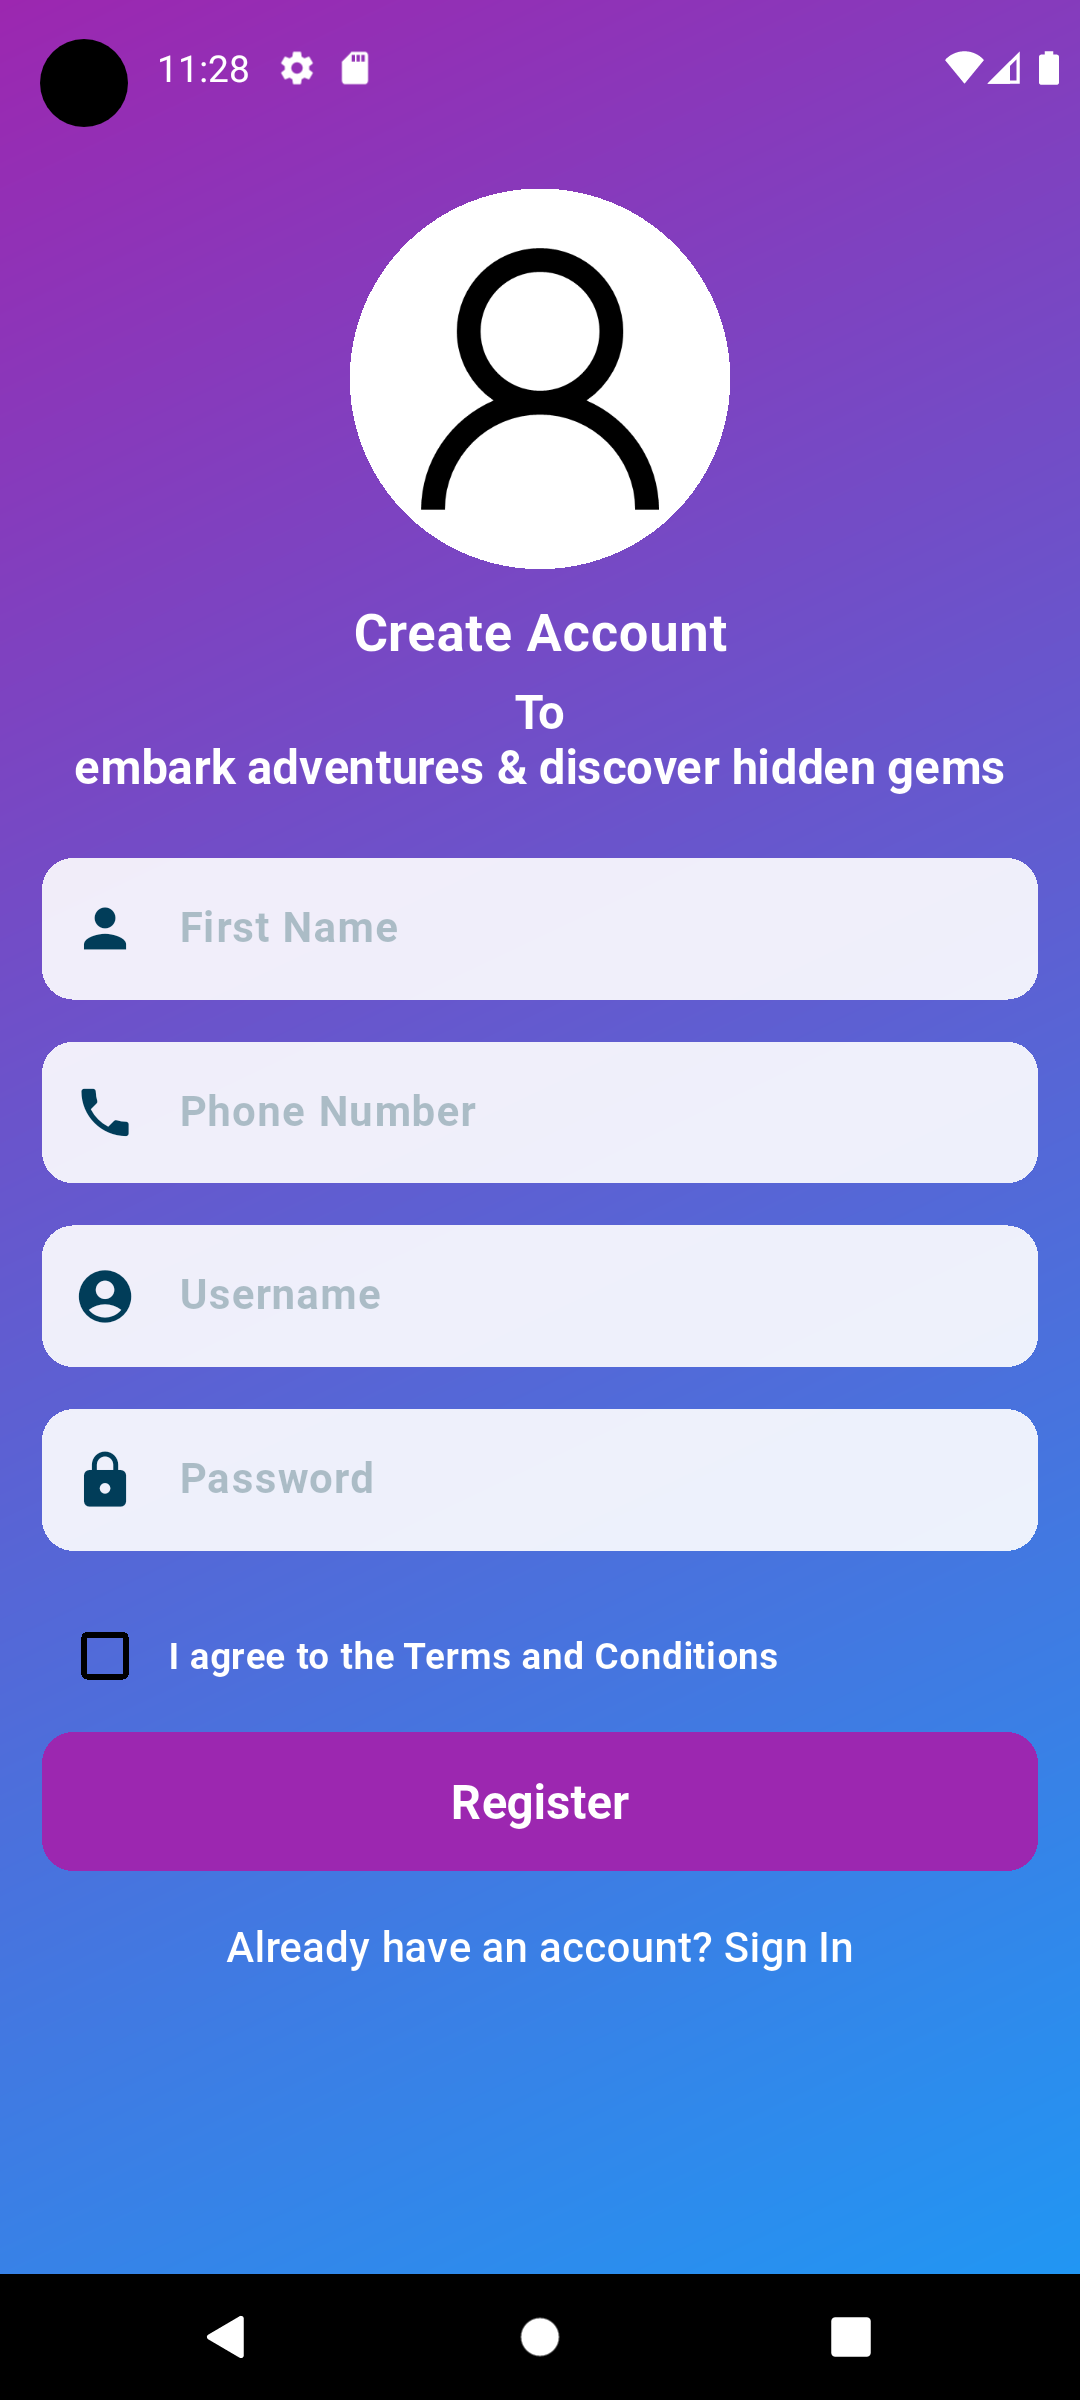 11:28
Create Account
To
embark adventures & discover hidden gems
First Name
Phone Number
Username
Password
I agree to the Terms and Conditions
Register
Already have an account? Sign In